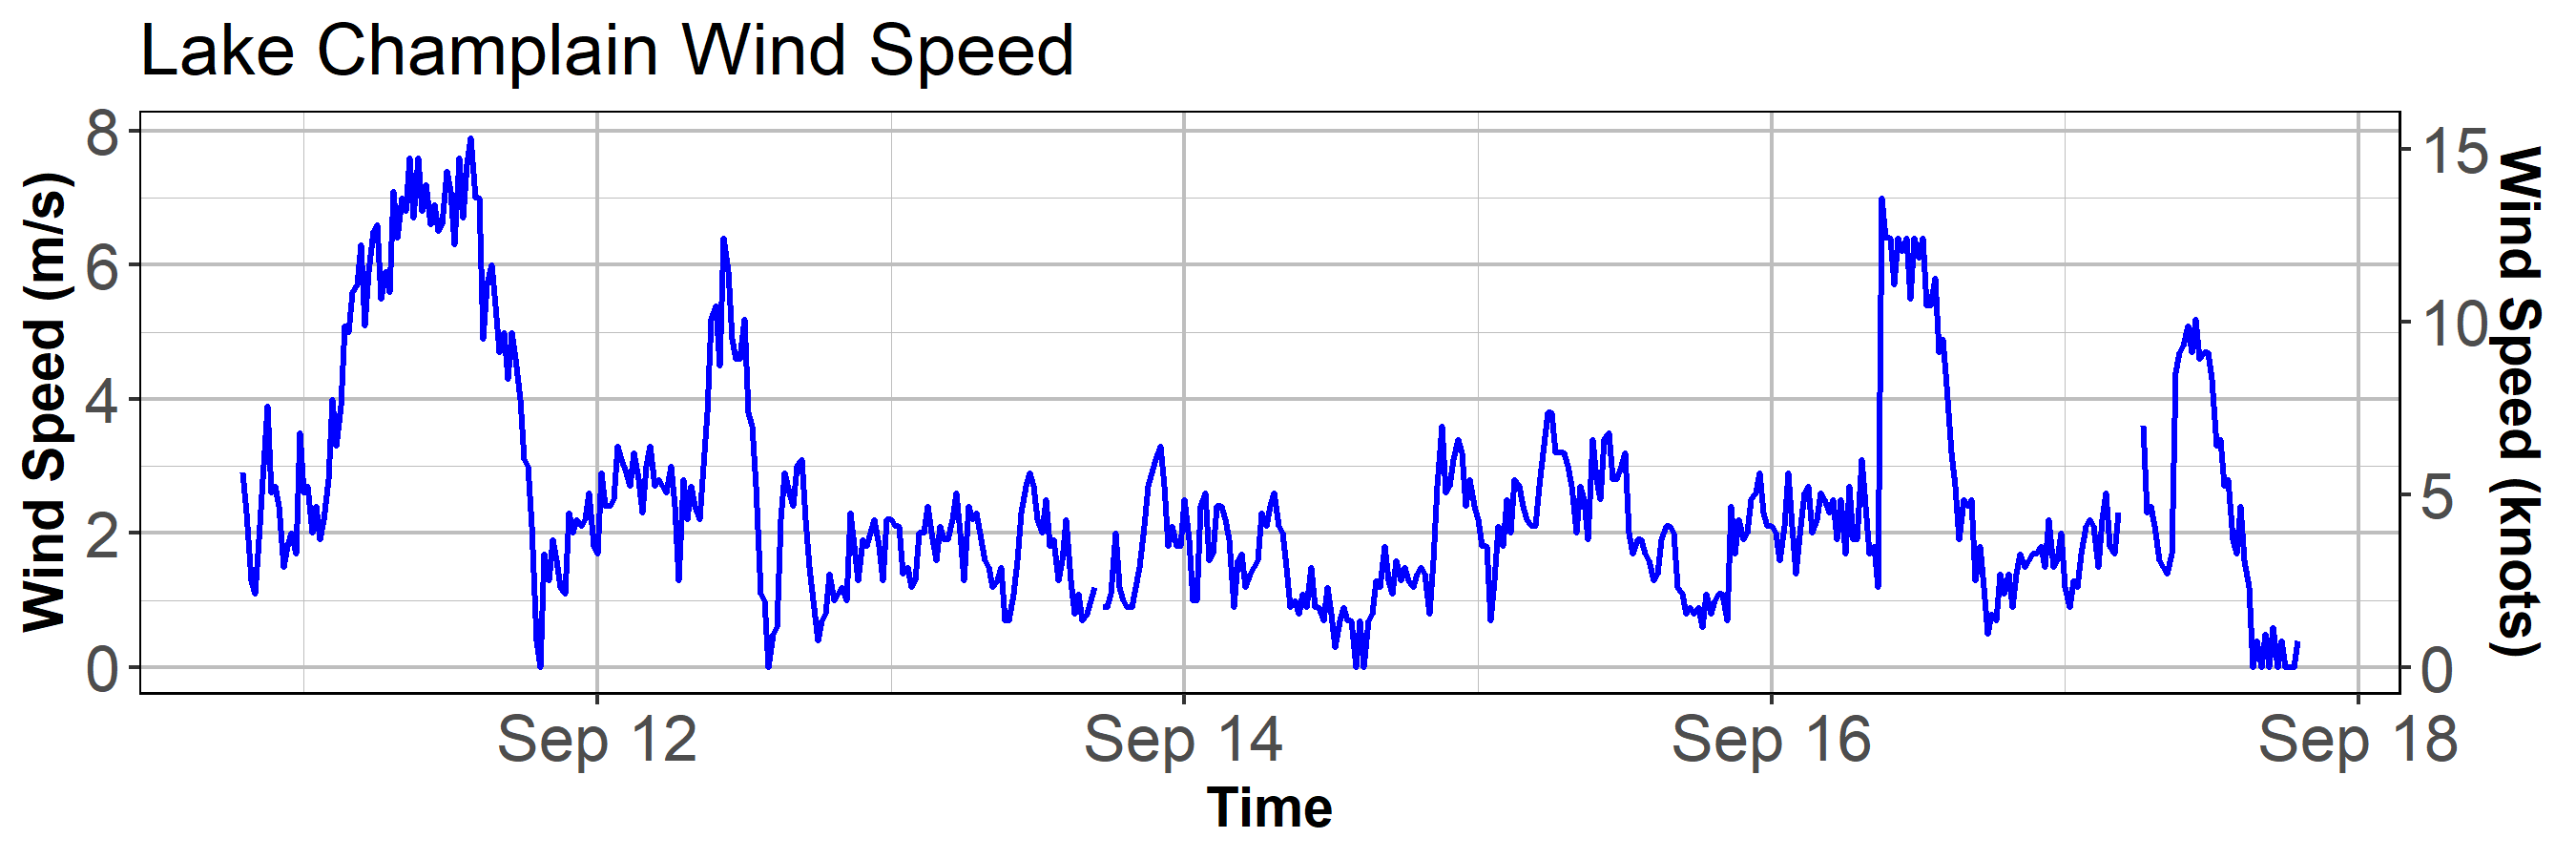 Lake Champlain Wind Speed
Wind Speed (m/s)
8
6
4
2
0
15
10
5
0
Wind Speed (knots)
Sep 12
Sep 14
Sep 16
Sep 18
Time